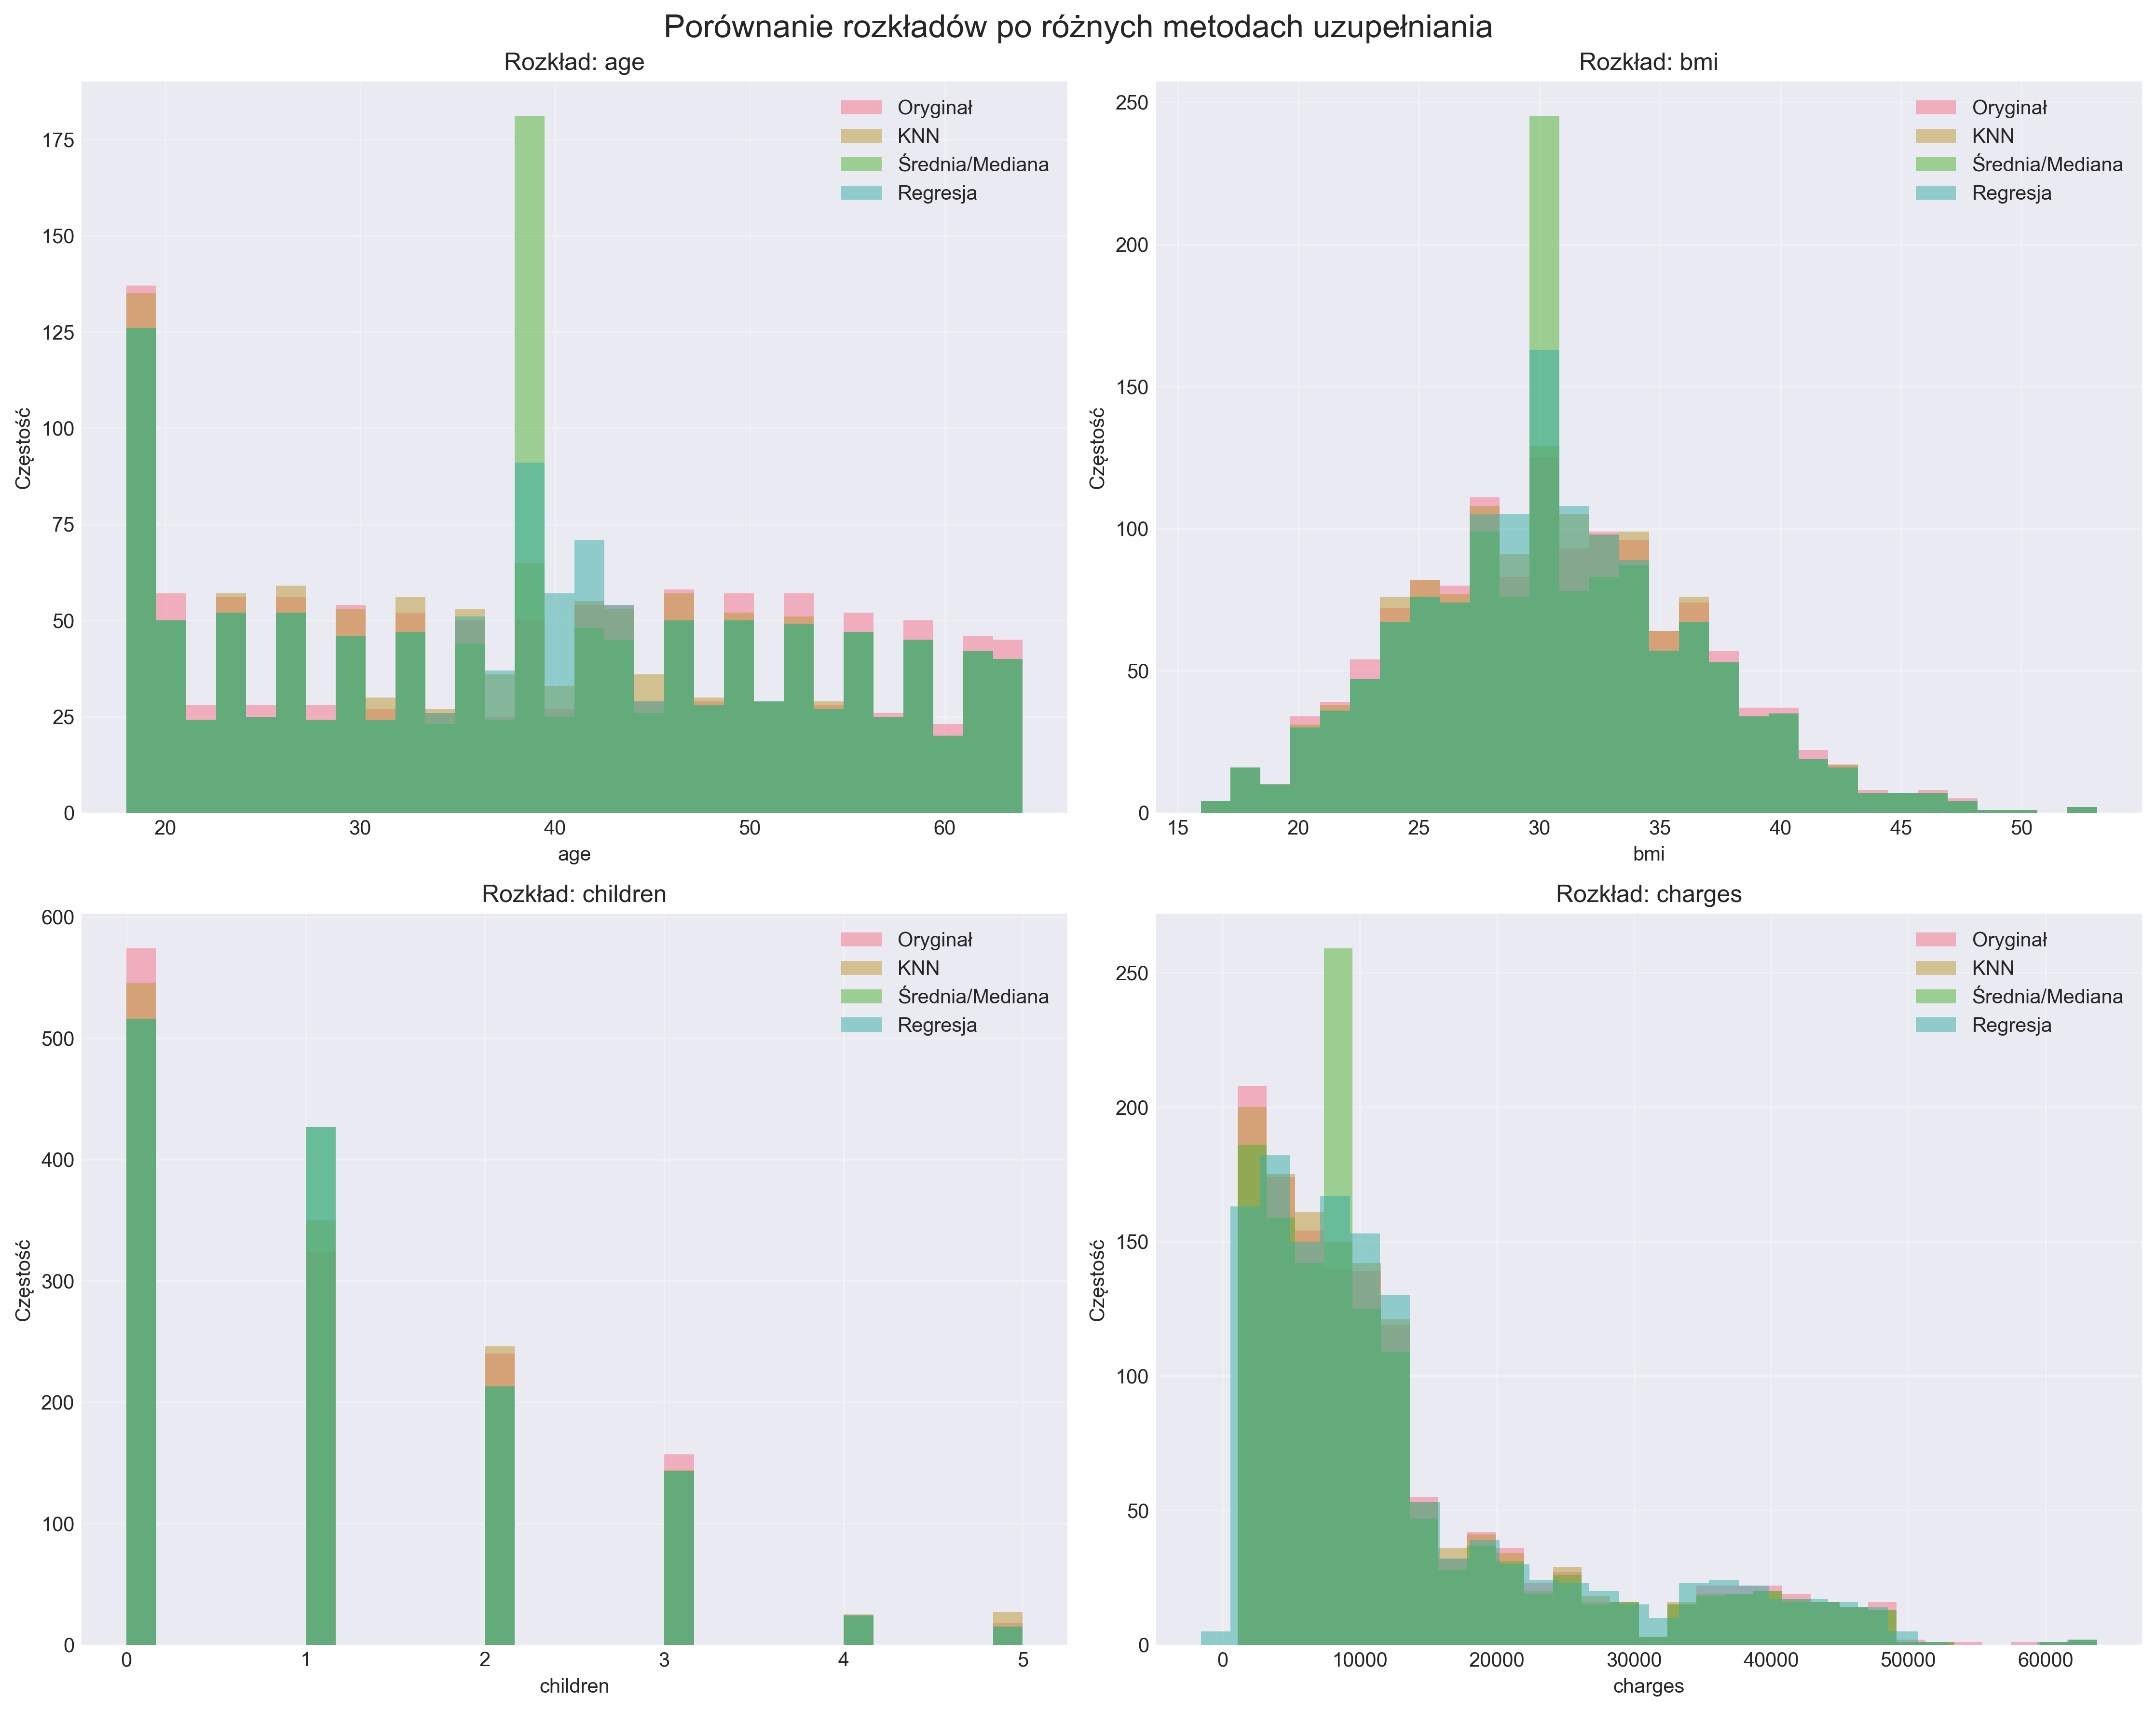 Porównanie rozkładów po różnych metodach uzupełniania
Rozkład: age
Oryginał
KNN
Średnia/Mediana
Regresja
Częstość
175
150
125
100
75
50
25
0
20
30
40
50
60
age
Rozkład: bmi
Oryginał
KNN
Średnia/Mediana
Regresja
Częstość
250
200
150
100
50
0
15
20
25
30
35
40
45
50
bmi
Rozkład: children
Oryginał
KNN
Średnia/Mediana
Regresja
Częstość
600
500
400
300
200
100
0
0
1
2
3
4
5
children
Rozkład: charges
Oryginał
KNN
Średnia/Mediana
Regresja
Częstość
250
200
150
100
50
0
0
10000
20000
30000
40000
50000
60000
charges